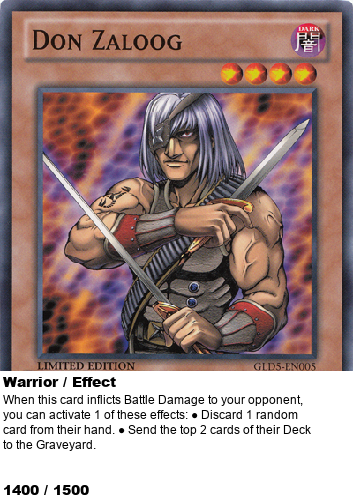 DON ZALOOG
DARK
闇
LIMITED EDITION GLD5-EN005
Warrior / Effect
When this card inflicts Battle Damage to your opponent,
you can activate 1 of these effects: ● Discard 1 random
card from their hand. ● Send the top 2 cards of their Deck
to the Graveyard.
1400 / 1500